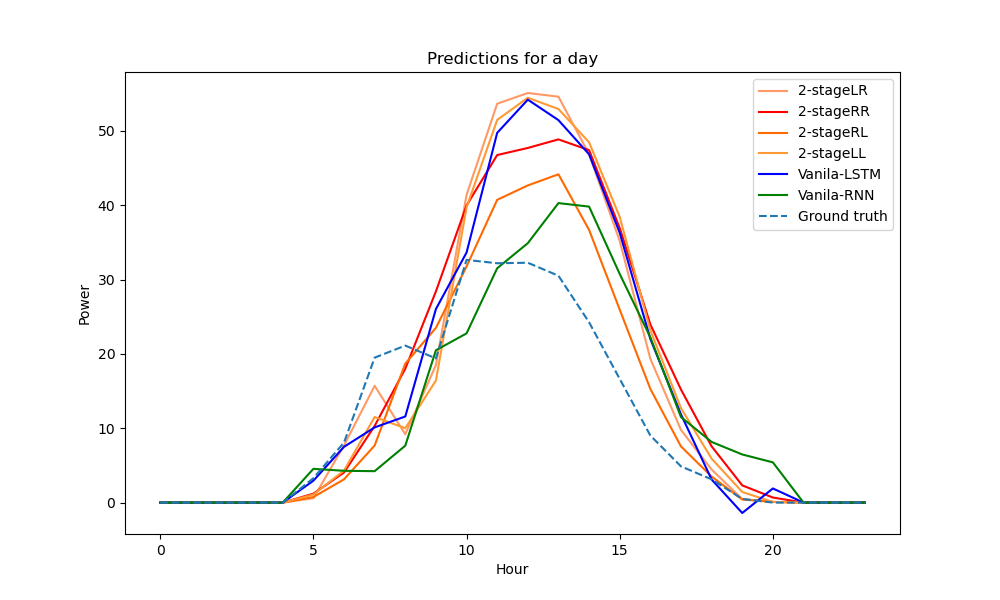 Predictions for a day
2-stageLR
2-stageRR
2-stageRL
2-stageLL
Vanila-LSTM
Vanila-RNN
Ground truth
Power
50
40
30
20
10
0
0 5 10 15 20
Hour